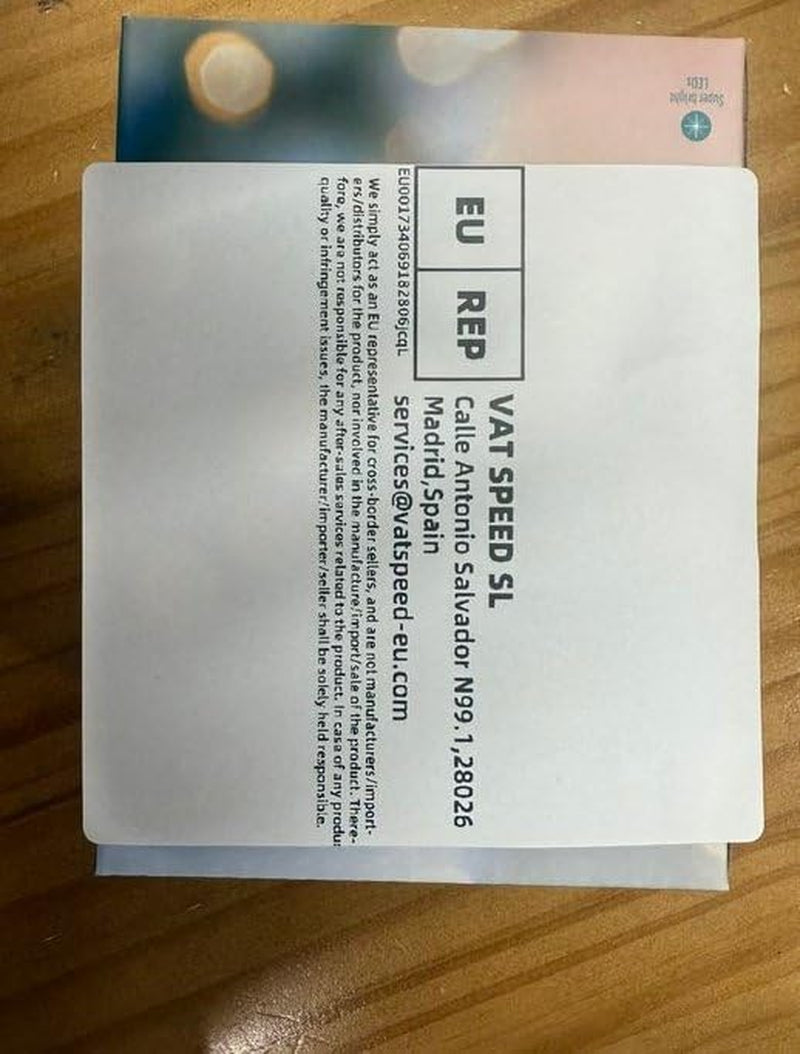 Super bright
LEDs
EU REP
EU001734069182806jcqL
VAT SPEED SL
Calle Antonio Salvador N99.1,28026
Madrid,Spain
services@vatspeed-eu.com
We simply act as an EU representative for cross-border sellers, and are not manufacturers/import-
ers/distributors for the product, nor involved in the manufacture/import/sale of the product. There-
fore, we are not responsible for any after-sales services related to the product. In case of any produ
quality or infringement issues, the manufacturer/importer/seller shall be solely held responsible.